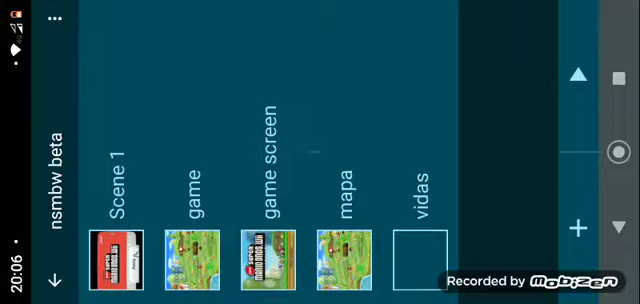 20:06
nsmbw beta
Scene 1
game
game screen
mapa
vidas
Recorded by MOBIZEN